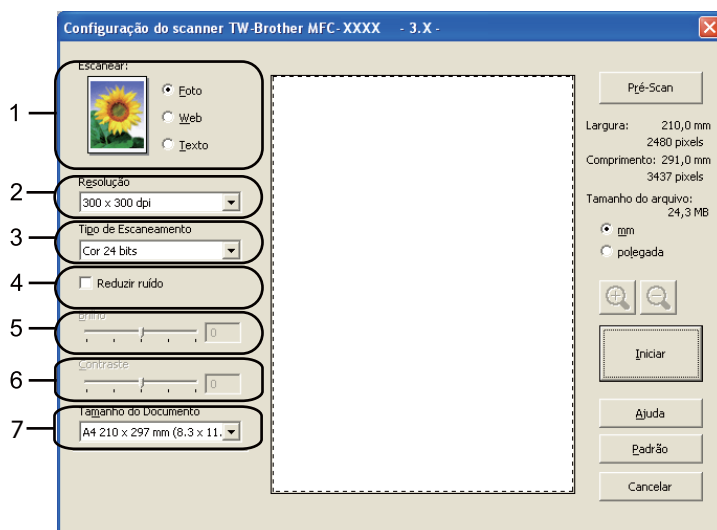 Configuração do scanner TW-Brother MFC-XXXX - 3.X -
1
Escanear:
Foto
Web
Texto
2
Resolução
300 x 300 dpi
3
Tipo de Escaneamento
Cor 24 bits
4
Reduzir ruído
5
Brilho
0
6
Contraste
0
7
Tamanho do Documento
A4 210 x 297 mm (8.3 x 11.
Pré-Scan
Largura: 210,0 mm
2480 pixels
Comprimento: 291,0 mm
3437 pixels
Tamanho do arquivo:
24,3 MB
mm
polegada
Iniciar
Ajuda
Padrão
Cancelar